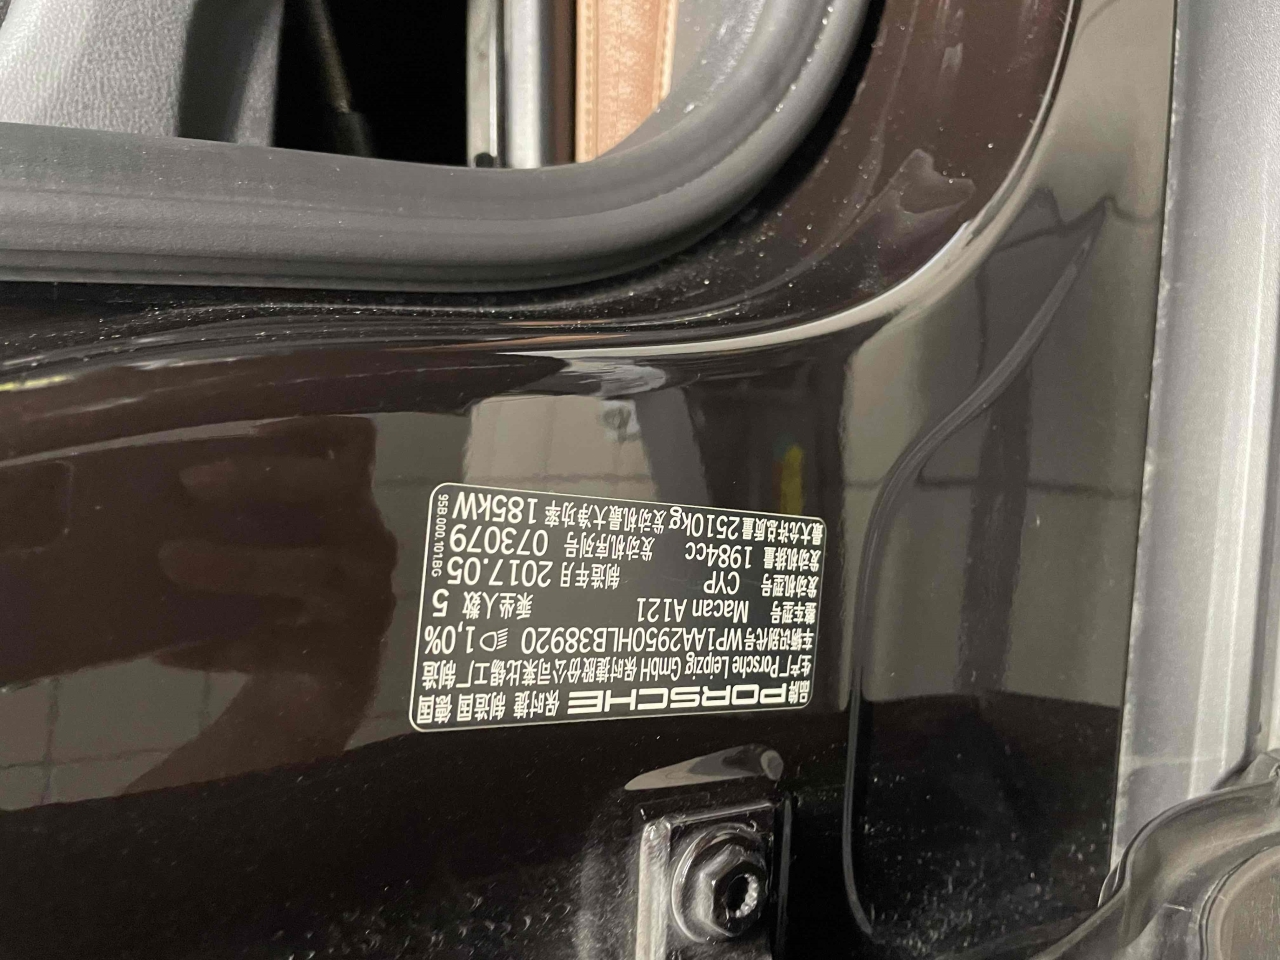 品牌 PORSCHE 保时捷 制造国 德国
生产厂 Porsche Leipzig GmbH 保时捷股份公司莱比锡工厂 制造
车辆识别代号 WP1AA2950HLB38920 1,0%
整车型号 Macan A121 乘坐人数 5
发动机型号 CYP 制造年月 2017.05
发动机排量 1984cc 发动机序列号 073079
最大允许总质量 2510kg 发动机最大净功率 185kW
95B.000.101BG